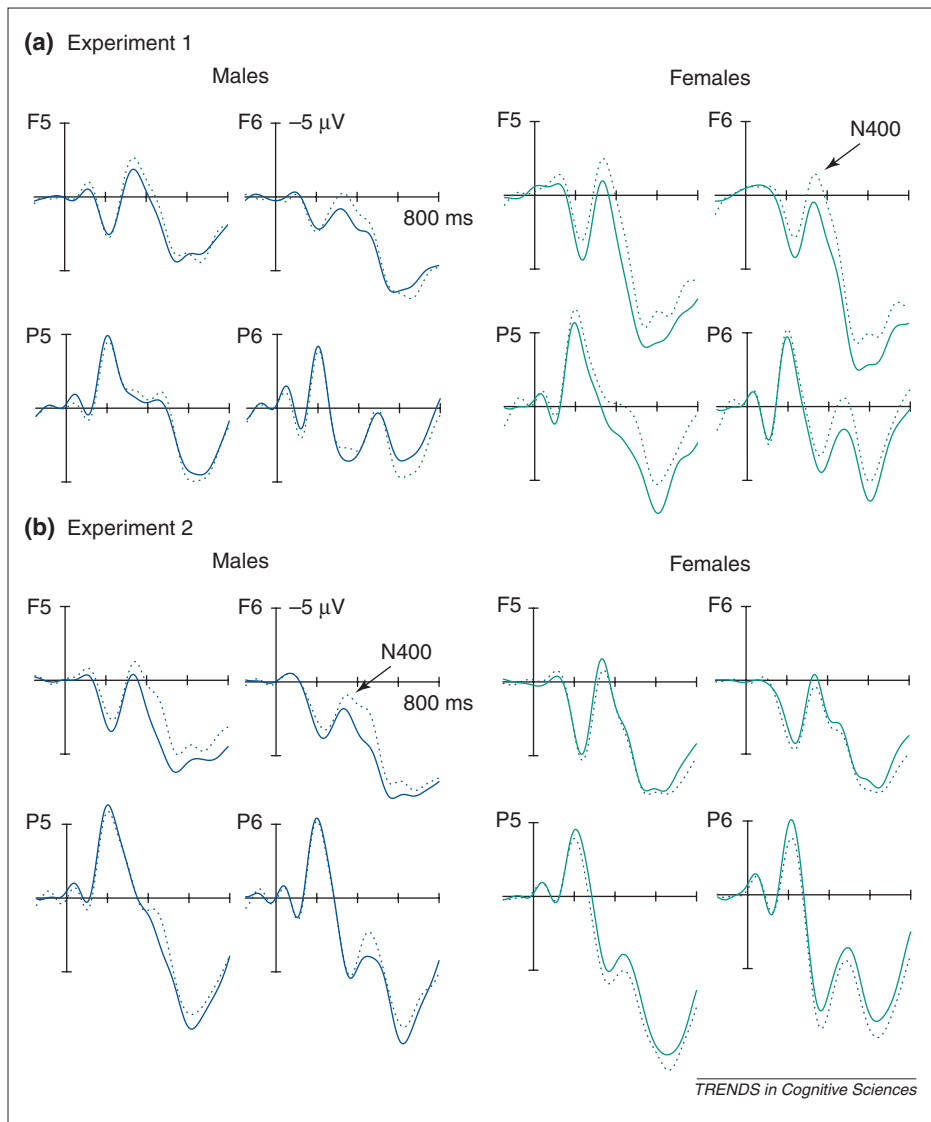 (a) Experiment 1
Males
Females
F5
F6
−5 μV
F5
F6
N400
800 ms
P5
P6
P5
P6
(b) Experiment 2
Males
Females
F5
F6
−5 μV
F5
F6
N400
800 ms
P5
P6
P5
P6
TRENDS in Cognitive Sciences